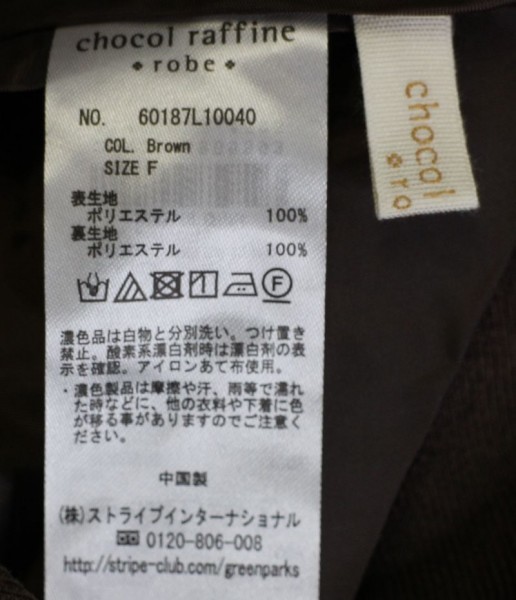 chocol raffine
robe
NO. 60187L10040
COL. Brown
SIZE F
表生地
ポリエステル 100%
裏生地
ポリエステル 100%
F
濃色品は白物と分別洗い。つけ置き
禁止。酸素系漂白剤時は漂白剤の表
示を確認。アイロンあて布使用。
・濃色製品は摩擦や汗、雨等で濡れ
た時などに、他の衣料や下着に色
が移る事がありますのでご注意く
ださい。
中国製
(株)ストライプインターナショナル
0120-806-008
http://stripe-club.com/greenparks
chocol
ro